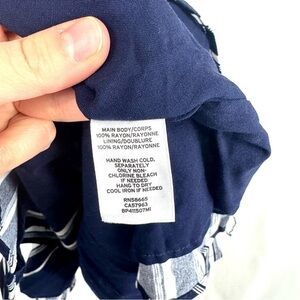 MAIN BODY/CORPS
100% RAYON/RAYONNE
LINING/DOUBLURE
100% RAYON/RAYONNE
HAND WASH COLD,
SEPARATELY
ONLY NON-
CHLORINE BLEACH
IF NEEDED
HANG TO DRY
COOL IRON IF NEEDED
RN58665
CA57963
BP411507MI